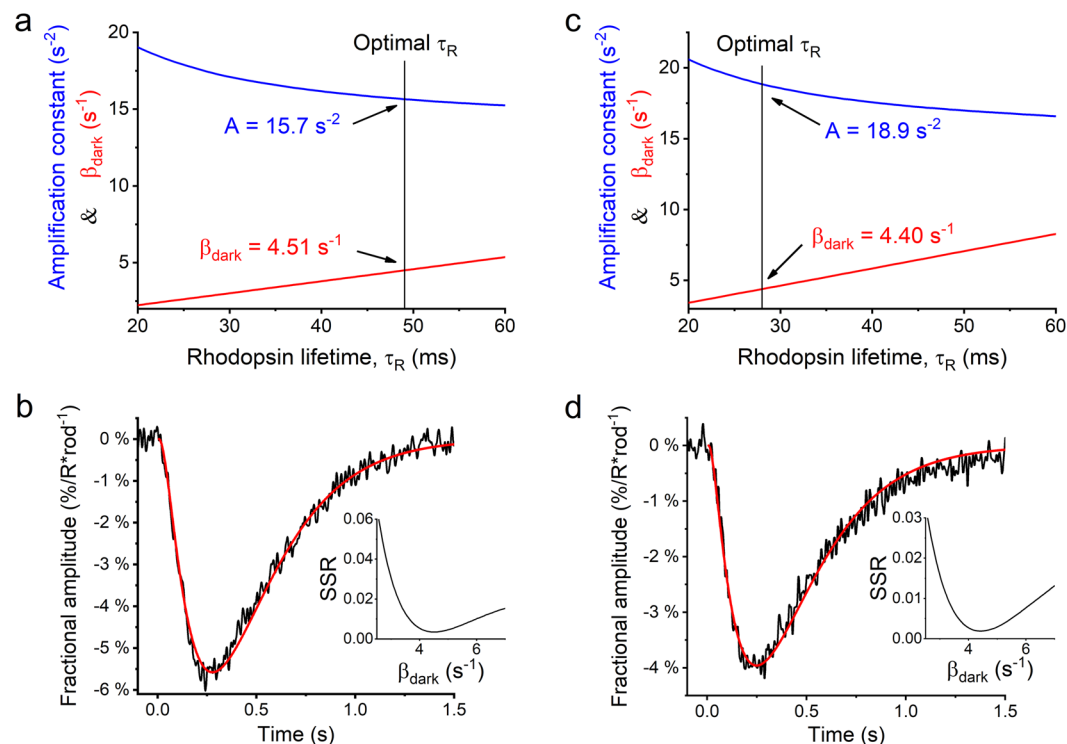 a
Amplification constant (s⁻²)
& β_dark (s⁻¹)
20
15
10
5
Optimal τ_R
A = 15.7 s⁻²
β_dark = 4.51 s⁻¹
20 30 40 50 60
Rhodopsin lifetime, τ_R (ms)
c
Amplification constant (s⁻²)
& β_dark (s⁻¹)
20
15
10
5
Optimal τ_R
A = 18.9 s⁻²
β_dark = 4.40 s⁻¹
20 30 40 50 60
Rhodopsin lifetime, τ_R (ms)
b
Fractional amplitude (%/R*rod⁻¹)
0 %
-1 %
-2 %
-3 %
-4 %
-5 %
-6 %
SSR
0.06
0.04
0.02
0.00
4 6
β_dark (s⁻¹)
0.0 0.5 1.0 1.5
Time (s)
d
Fractional amplitude (%/R*rod⁻¹)
0 %
-1 %
-2 %
-3 %
-4 %
SSR
0.03
0.02
0.01
0.00
4 6
β_dark (s⁻¹)
0.0 0.5 1.0 1.5
Time (s)